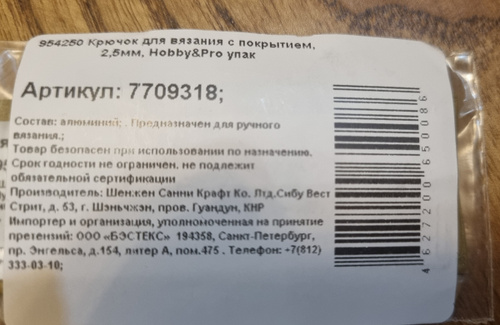 954250 Крючок для вязания с покрытием,
2,5мм, Hobby&Pro упак
Артикул: 7709318;
Состав: алюминий; . Предназначен для ручного
вязания.;
Товар безопасен при использовании по назначению.
Срок годности не ограничен. не подлежит
обязательной сертификации
Производитель: Шенжен Санни Крафт Ко. Лтд.Сибу Вест
Стрит, д. 53, г. Шэньчжэн, пров. Гуандун, КНР
Импортер и организация, уполномоченная на принятие
претензий: ООО «БЭСТЕКС» 194358, Санкт-Петербург,
пр. Энгельса, д.154, литер А, пом.475 . Телефон: +7(812)
333-03-10;
4627200650086